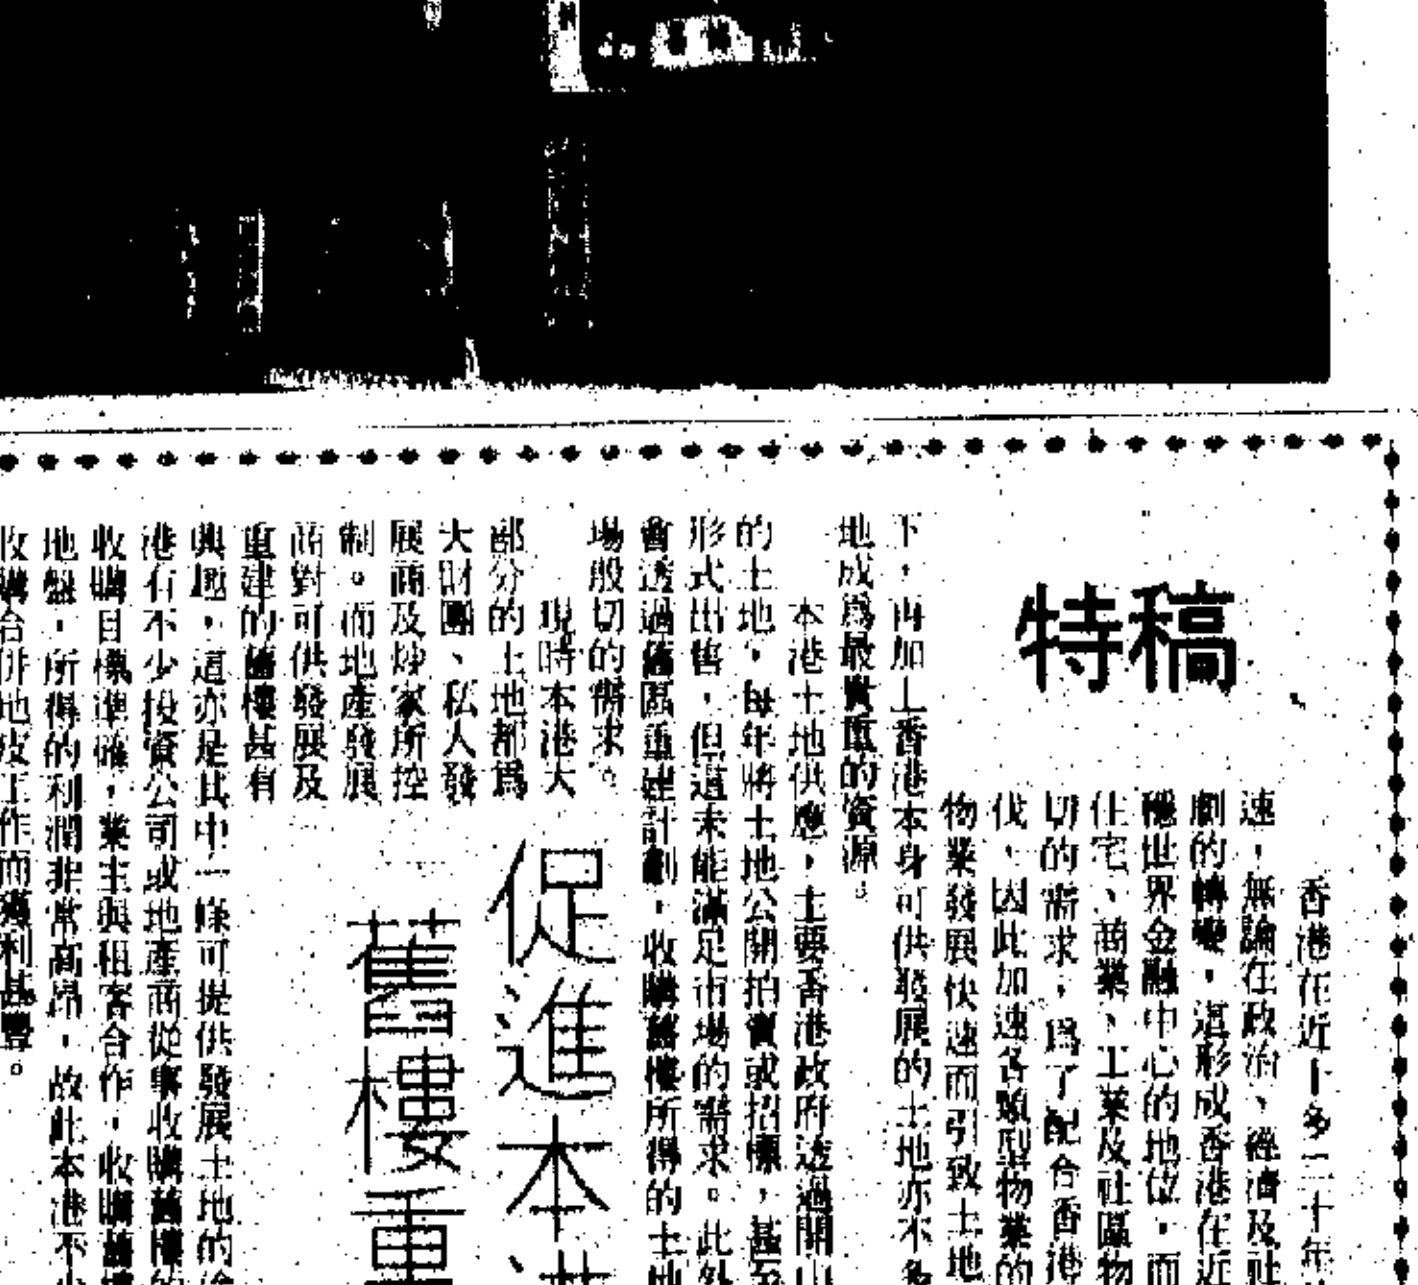 特稿
香港在近十多二十年
速，無論在政治、經濟及社
劇的轉變，這形成香港在近
穩世界金融中心的地位，而
住宅、商業、工業及社區物
切的需求，爲了配合香港
伐，因此加速各類型物業的
物業發展快速而引致土地
下，再加上香港本身可供發展的土地亦不多
地成爲最貴重的資源。
本港土地供應，主要香港政府透過開山
的土地，每年將土地公開拍賣或招標，甚至
形式出售，但這未能滿足市場的需求。此外
會透過舊區重建計劃，收購舊樓所得的土地
場殷切的需求。
現時本港大
部分的土地都爲
大財團、私人發
展商及炒家所控
制。而地產發展
商對可供發展及
重建的舊樓甚有
興趣，這亦是其中一條可提供發展土地的途
港有不少投資公司或地產商從事收購舊樓的
收購目標準確，業主與租客合作，收購舊樓
地盤，所得的利潤非常高昂，故此本港不少
收購合併地皮工作而獲利甚豐。
促進本港
舊樓重